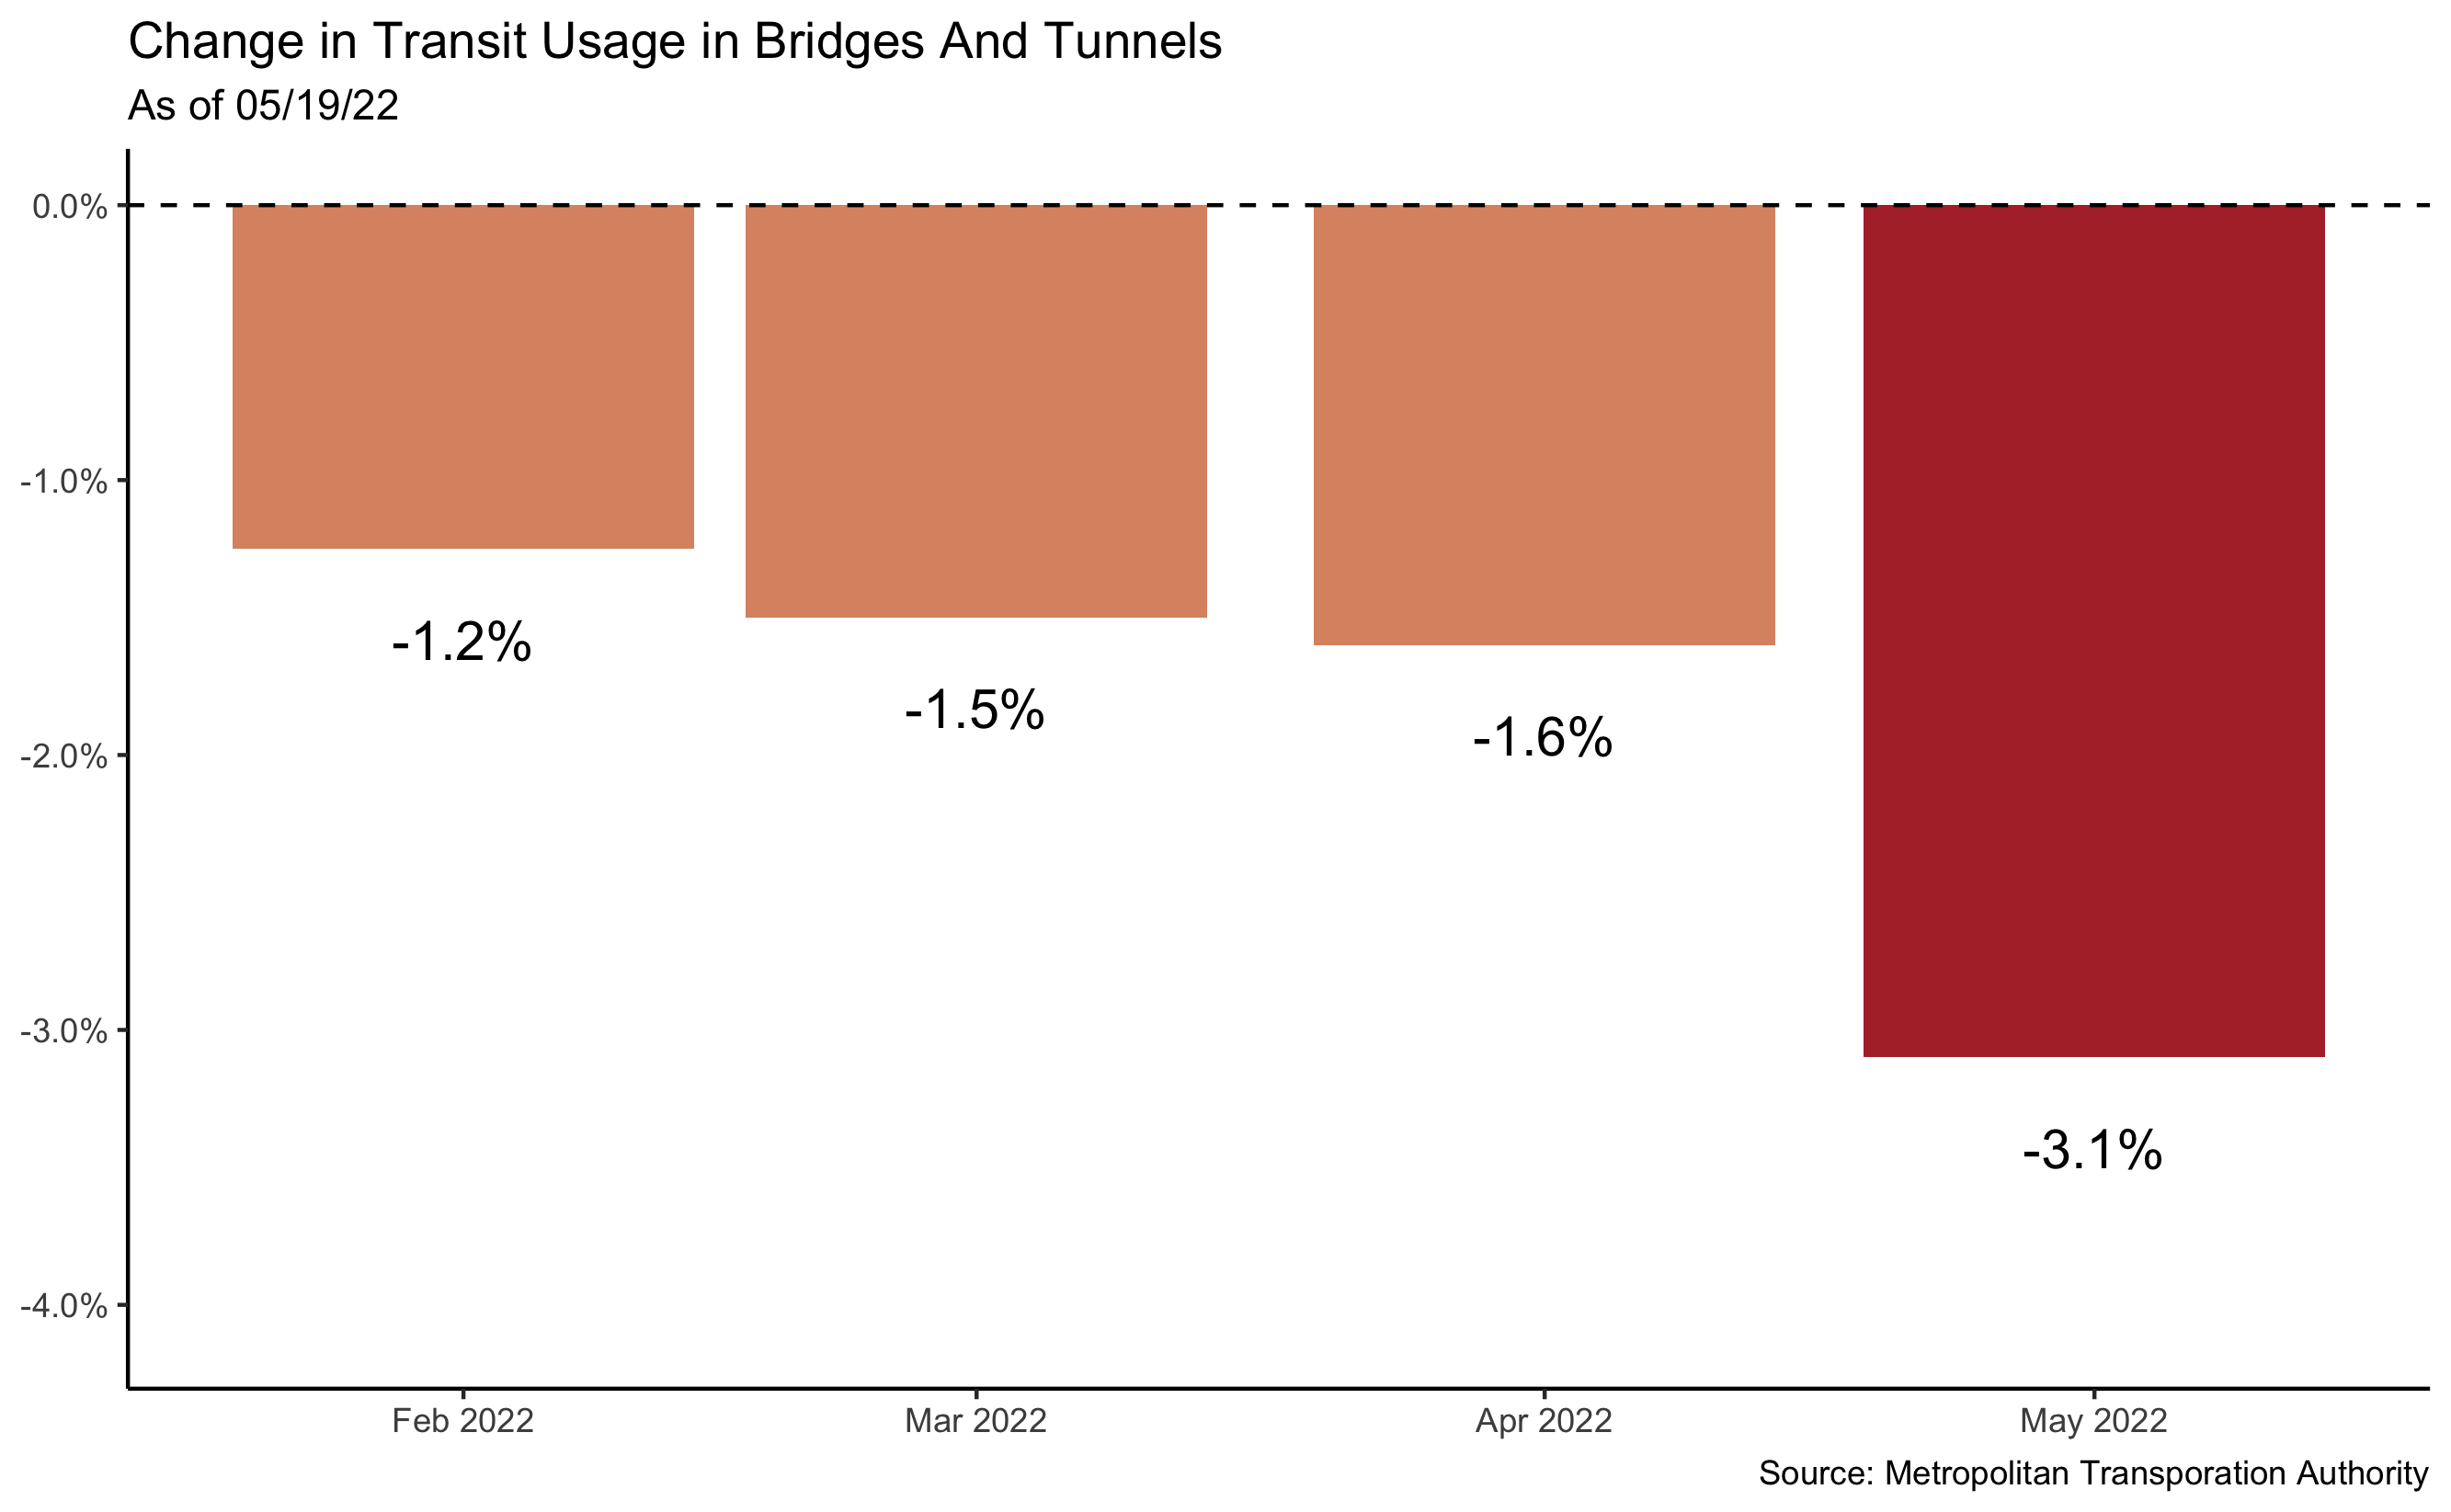 Change in Transit Usage in Bridges And Tunnels
As of 05/19/22
0.0%
-1.0%
-2.0%
-3.0%
-4.0%
-1.2%
-1.5%
-1.6%
-3.1%
Feb 2022
Mar 2022
Apr 2022
May 2022
Source: Metropolitan Transporation Authority